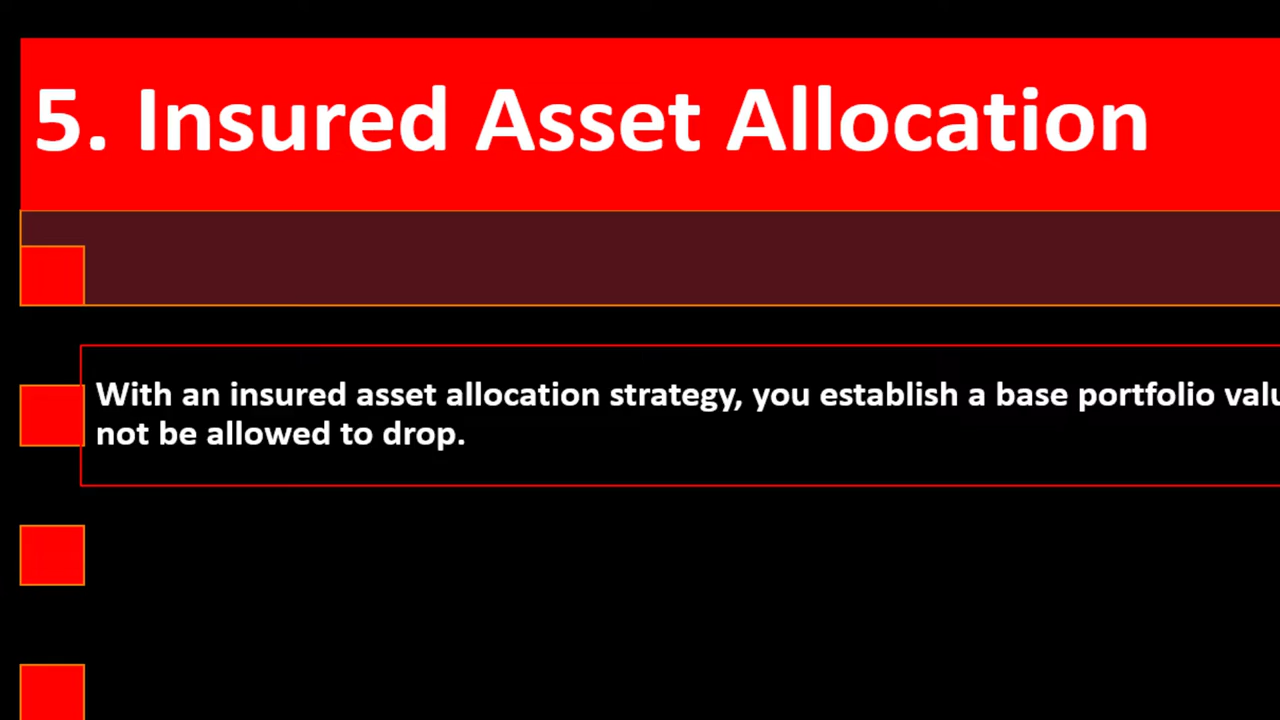 5. Insured Asset Allocation
With an insured asset allocation strategy, you establish a base portfolio
not be allowed to drop.